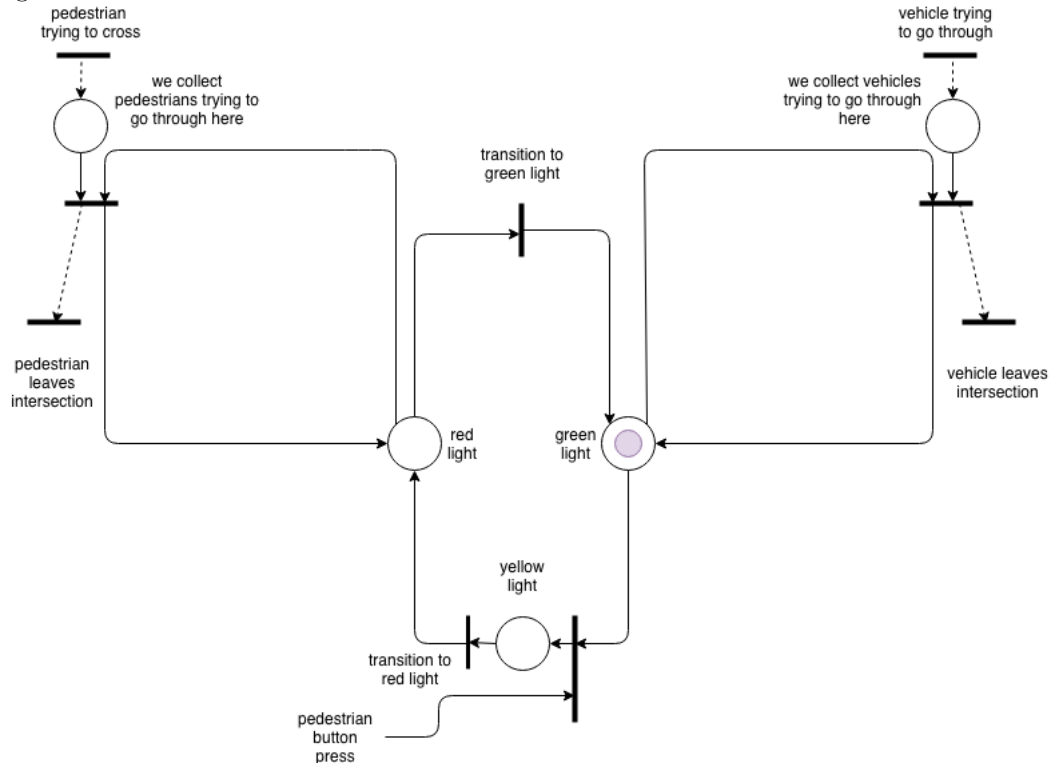 pedestrian
trying to cross
vehicle trying
to go through
we collect
pedestrians trying to
go through here
we collect vehicles
trying to go through
here
transition to
green light
pedestrian
leaves
intersection
vehicle leaves
intersection
red
light
green
light
yellow
light
transition to
red light
pedestrian
button
press